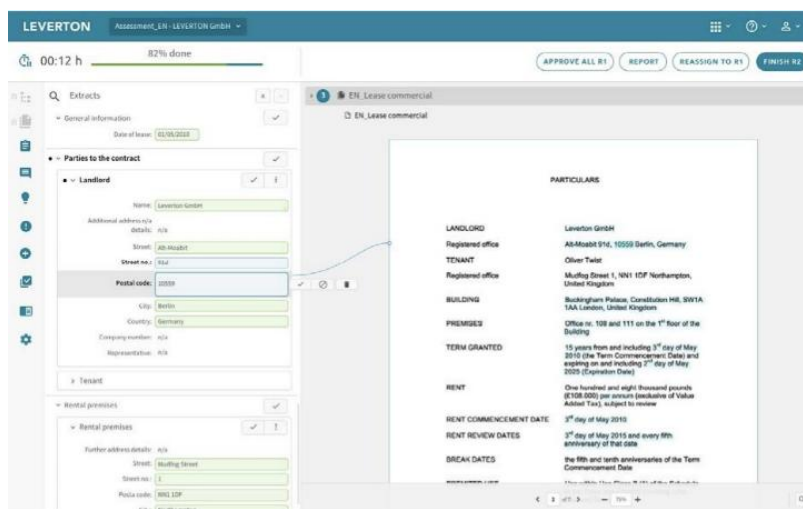 LEVERTON
Assessment_EN - LEVERTON GmbH
00:12 h
82% done
APPROVE ALL R1
REPORT
REASSIGN TO R1
FINISH R2
Extracts
General information
Date of lease: 03/05/2010
Parties to the contract
Landlord
Name: Leverton GmbH
Additional address n/a
details: n/a
Street: Alt-Moabit
Street no.: 91d
Postal code: 10559
City: Berlin
Country: Germany
Company number: n/a
Representative: n/a
Tenant
Rental premises
Rental premises
Further address details: n/a
Street: Mudfog Street
Street no.: 1
Postal code: NN1 1DF
1 EN_Lease commercial
EN_Lease commercial
PARTICULARS
LANDLORD Leverton GmbH
Registered office Alt-Moabit 91d, 10559 Berlin, Germany
TENANT Oliver Twist
Registered office Mudfog Street 1, NN1 1DF Northampton,
United Kingdom
BUILDING Buckingham Palace, Constitution Hill, SW1A
1AA London, United Kingdom
PREMISES Office nr. 108 and 111 on the 1st floor of the
Building
TERM GRANTED 15 years from and including 3rd day of May
2010 (the Term Commencement Date) and
expiring on and including 2nd day of May
2025 (Expiration Date)
RENT One hundred and eight thousand pounds
(£108.000) per annum (exclusive of Value
Added Tax), subject to review
RENT COMMENCEMENT DATE 3rd day of May 2010
RENT REVIEW DATES 3rd day of May 2015 and every fifth
anniversary of that date
BREAK DATES the fifth and tenth anniversaries of the Term
Commencement Date